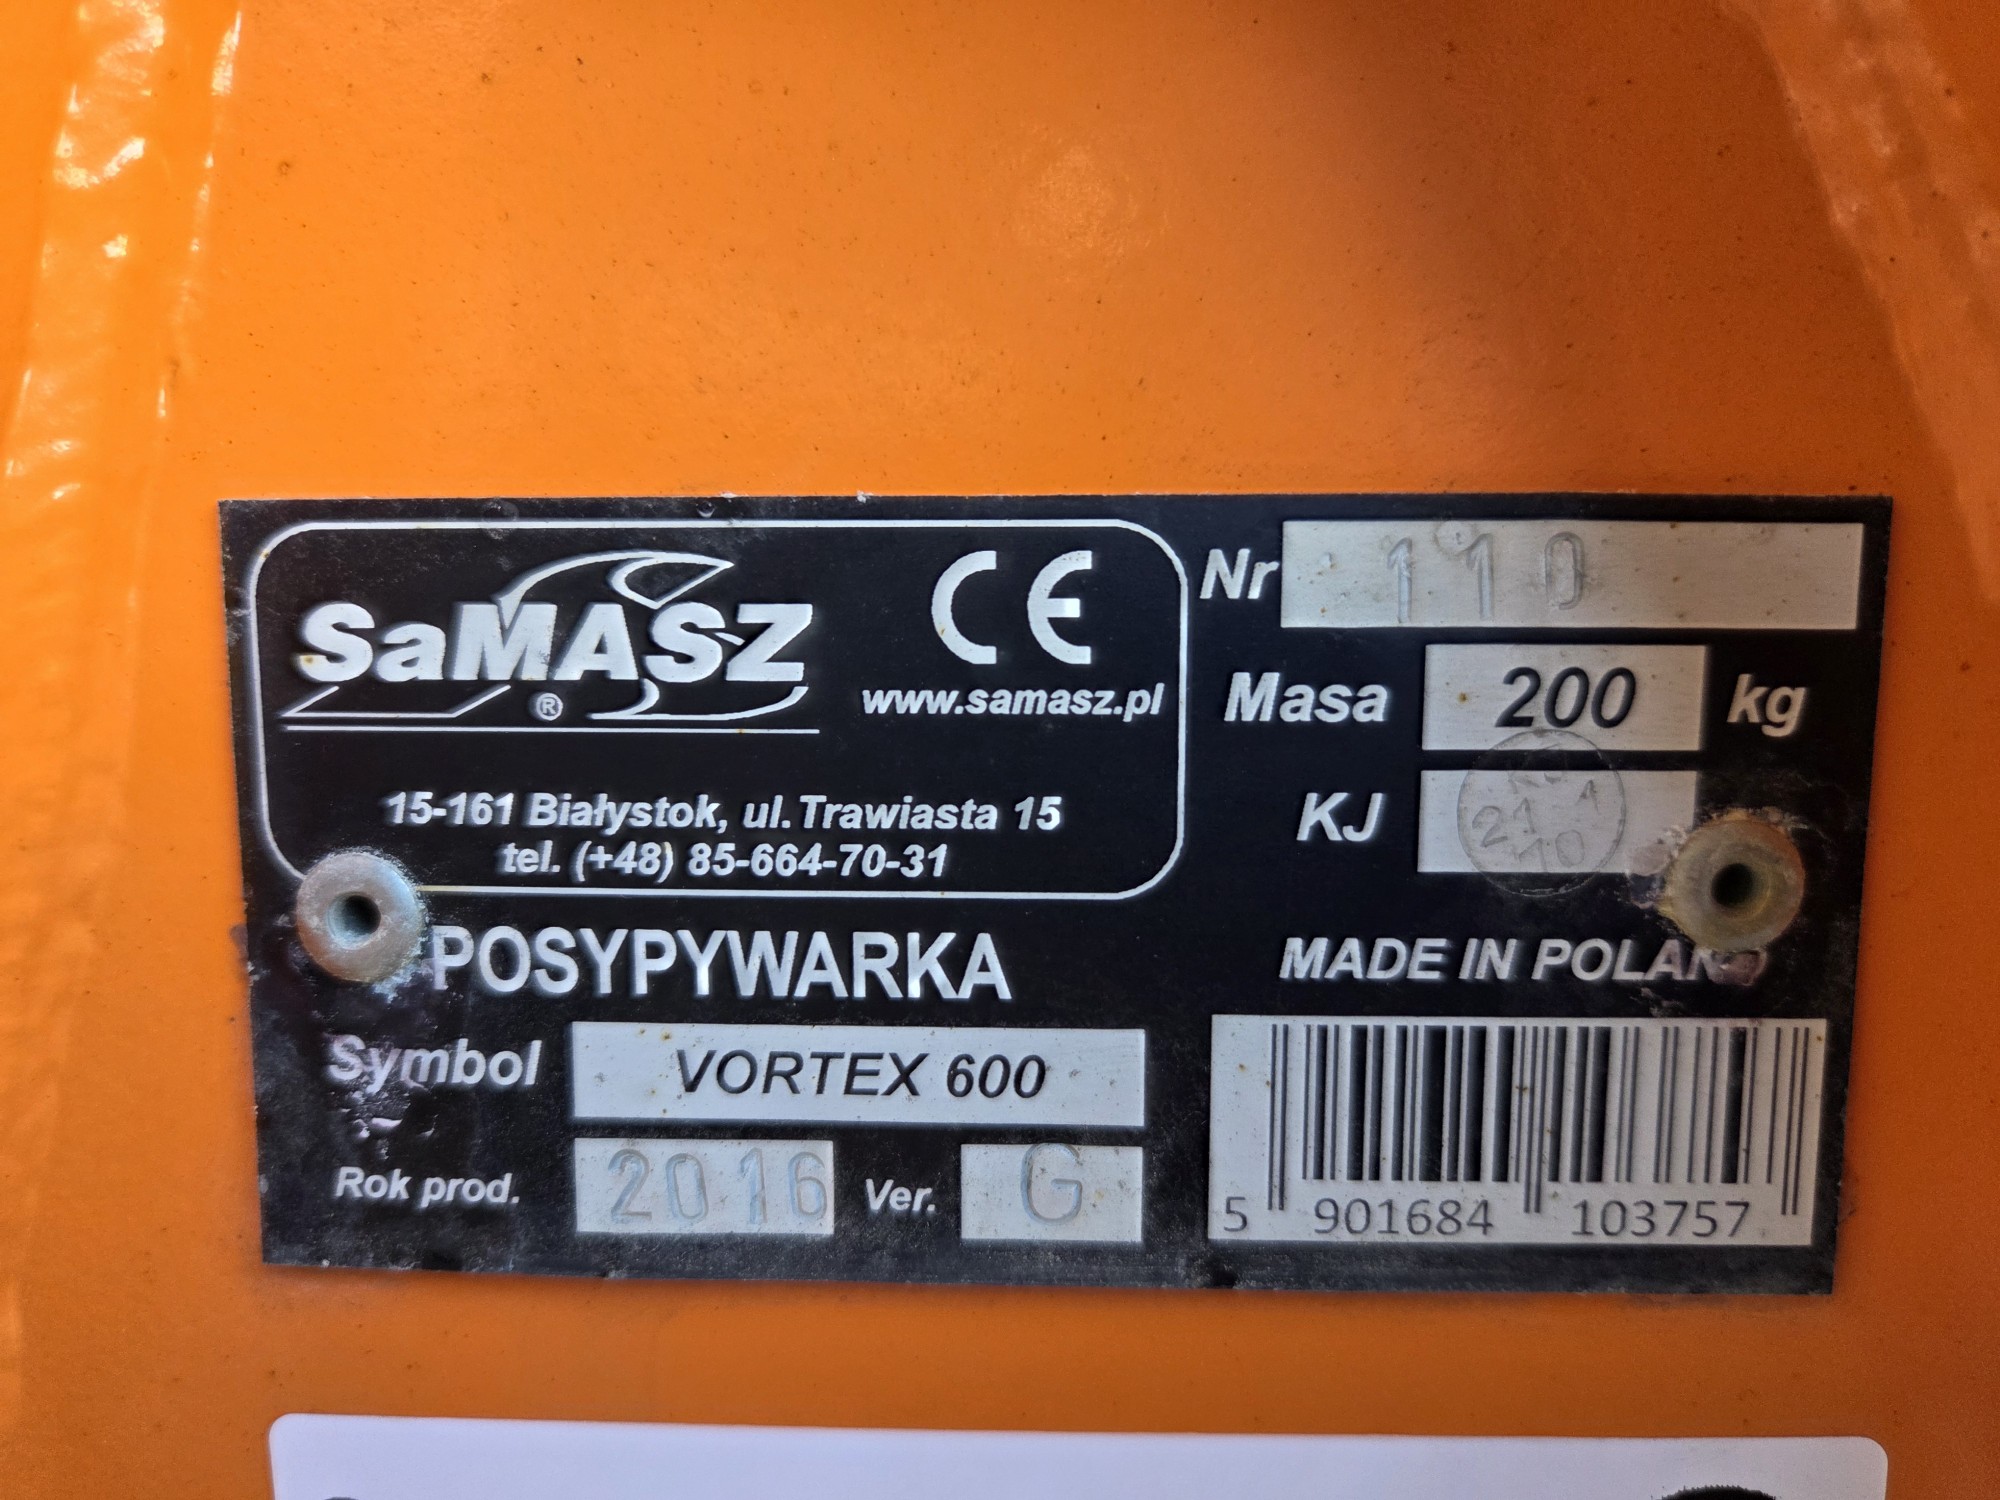 SaMASZ
®
CE
www.samasz.pl
15-161 Białystok, ul. Trawiasta 15
tel. (+48) 85-664-70-31
Nr 110
Masa 200 kg
KJ
POSYPYWARKA
MADE IN POLAND
Symbol VORTEX 600
Rok prod. 2016 Ver. G
5 901684 103757